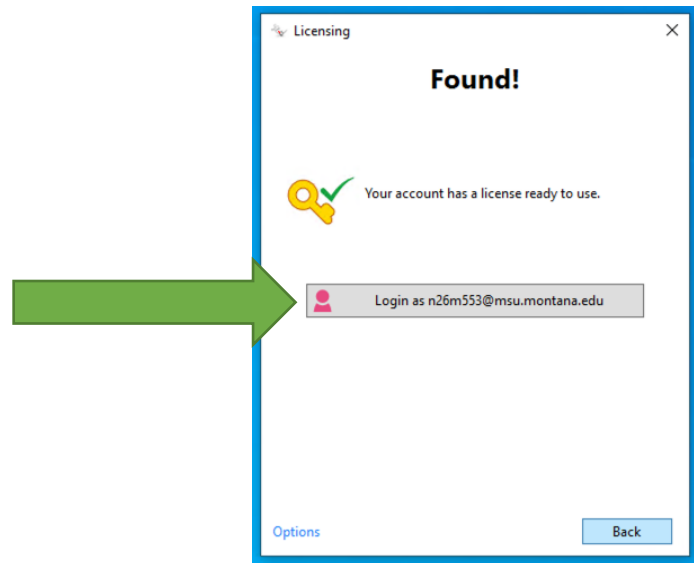 Licensing
Found!
Your account has a license ready to use.
Login as n26m553@msu.montana.edu
Options
Back